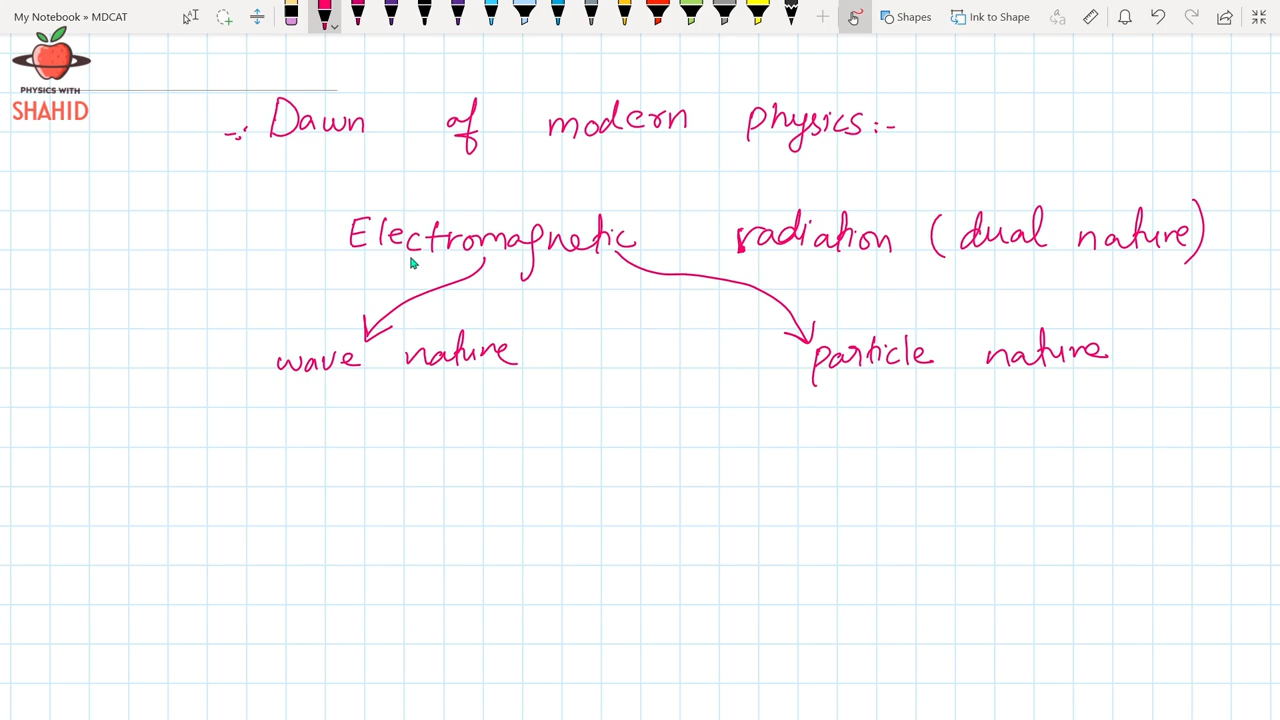 My Notebook » MDCAT
Shapes
Ink to Shape
PHYSICS WITH
SHAHID
Dawn of modern physics:-
Electromagnetic radiation (dual nature)
wave nature
particle nature